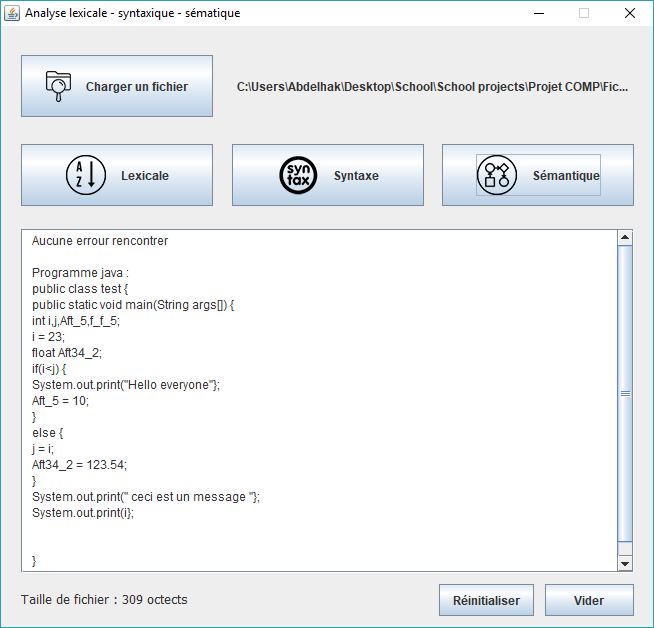 Analyse lexicale - syntaxique - sématique
Charger un fichier
C:\Users\Abdelhak\Desktop\School\School projects\Projet COMP\Fic...
A
Z
Lexicale
syn
tax
Syntaxe
Sémantique
Aucune errour rencontrer
Programme java :
public class test {
public static void main(String args[]) {
int i,j,Aft_5,f_f_5;
i = 23;
float Aft34_2;
if(i<j) {
System.out.print("Hello everyone"};
Aft_5 = 10;
}
else {
j = i;
Aft34_2 = 123.54;
}
System.out.print(" ceci est un message "};
System.out.print(i};
}
Taille de fichier : 309 octects
Réinitialiser
Vider